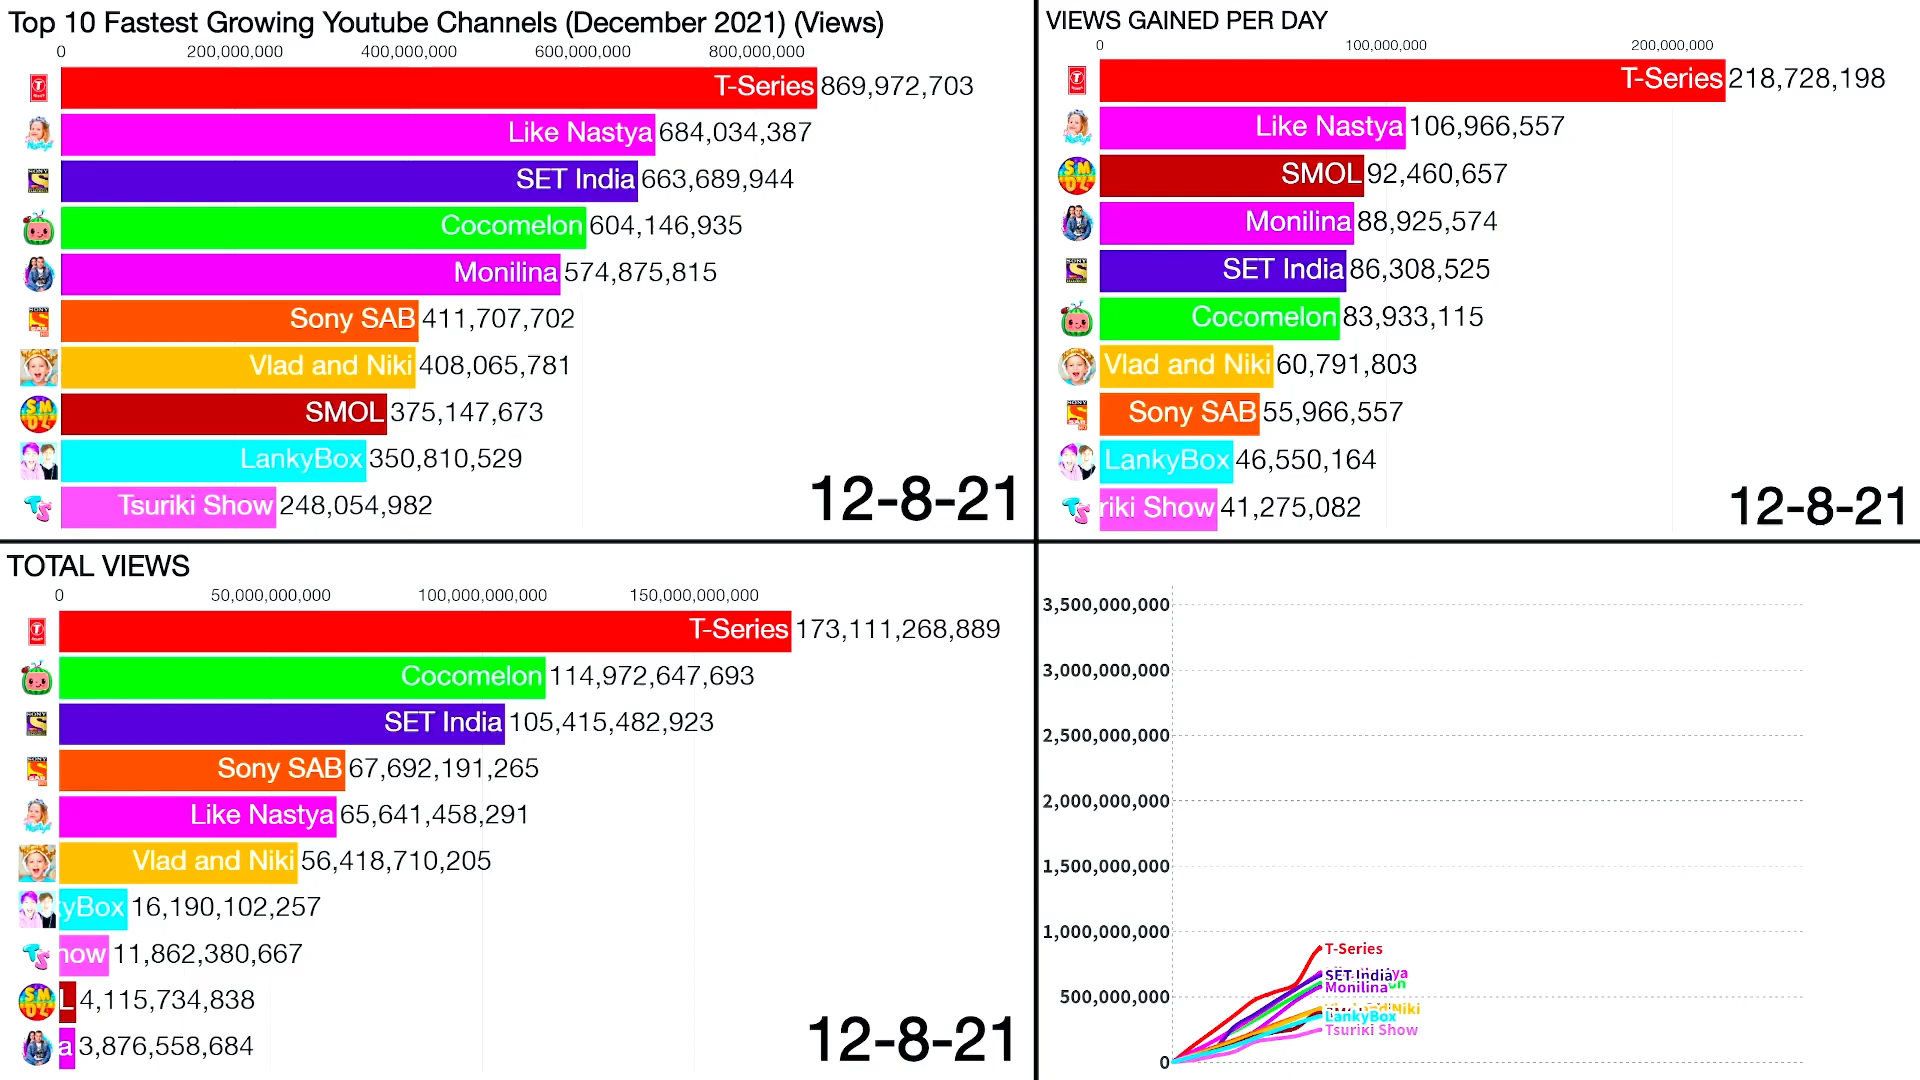 Top 10 Fastest Growing Youtube Channels (December 2021) (Views)
0 200,000,000 400,000,000 600,000,000 800,000,000
T-Series 869,972,703
Like Nastya 684,034,387
SET India 663,689,944
Cocomelon 604,146,935
Monilina 574,875,815
Sony SAB 411,707,702
Vlad and Niki 408,065,781
SMOL 375,147,673
LankyBox 350,810,529
Tsuriki Show 248,054,982
12-8-21
VIEWS GAINED PER DAY
0 100,000,000 200,000,000
T-Series 218,728,198
Like Nastya 106,966,557
SMOL 92,460,657
Monilina 88,925,574
SET India 86,308,525
Cocomelon 83,933,115
Vlad and Niki 60,791,803
Sony SAB 55,966,557
LankyBox 46,550,164
riki Show 41,275,082
12-8-21
TOTAL VIEWS
0 50,000,000,000 100,000,000,000 150,000,000,000
T-Series 173,111,268,889
Cocomelon 114,972,647,693
SET India 105,415,482,923
Sony SAB 67,692,191,265
Like Nastya 65,641,458,291
Vlad and Niki 56,418,710,205
kyBox 16,190,102,257
how 11,862,380,667
L 4,115,734,838
a 3,876,558,684
12-8-21
3,500,000,000
3,000,000,000
2,500,000,000
2,000,000,000
1,500,000,000
1,000,000,000
500,000,000
0
T-Series
SET India
Monilina
Niki
LankyBox
Tsuriki Show